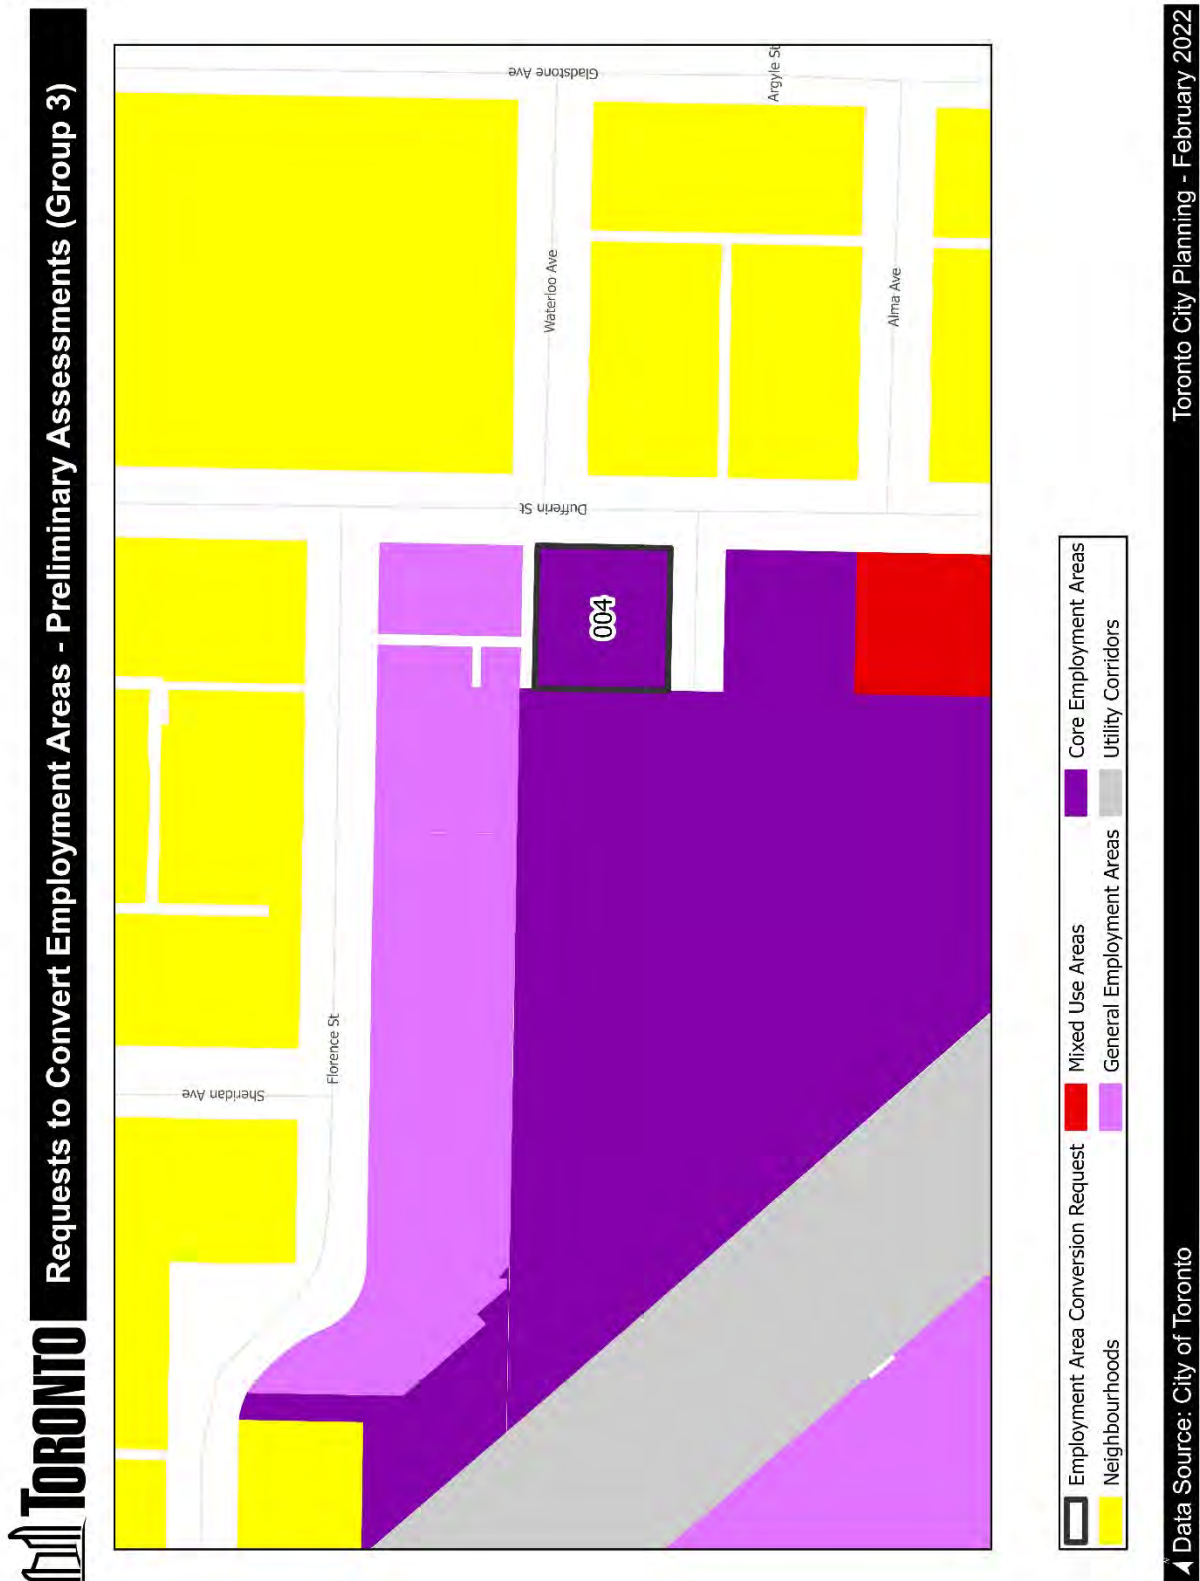 TORONTO
Requests to Convert Employment Areas - Preliminary Assessments (Group 3)
Sheridan Ave
Florence St
Dufferin St
004
Gladstone Ave
Waterloo Ave
Argyle St
Alma Ave
Employment Area Conversion Request
Mixed Use Areas
Core Employment Areas
Neighbourhoods
General Employment Areas
Utility Corridors
Data Source: City of Toronto
Toronto City Planning - February 2022